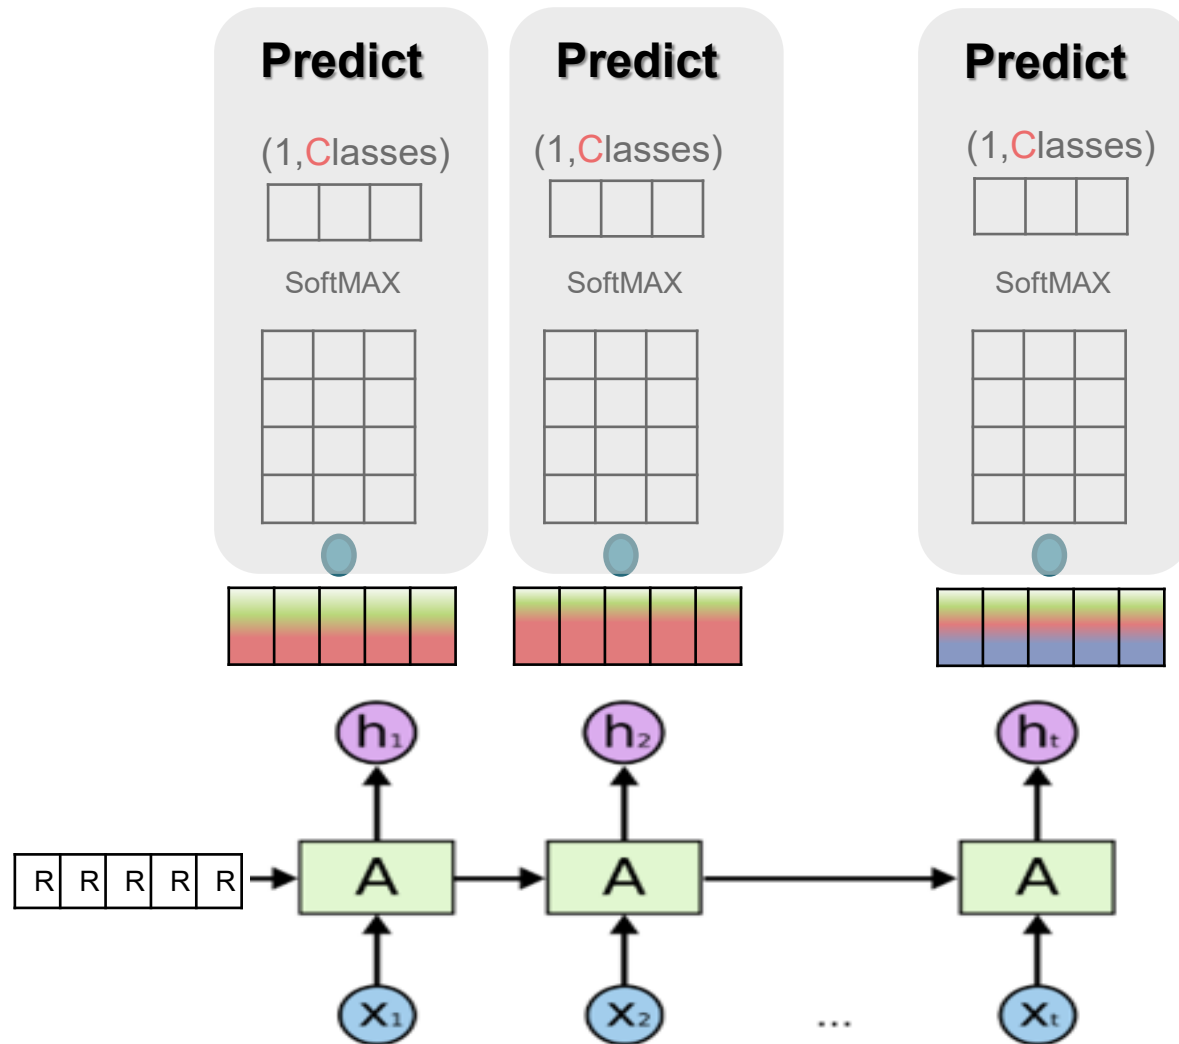 Predict Predict Predict
(1,Classes) (1,Classes) (1,Classes)
SoftMAX SoftMAX SoftMAX
h1 h2 ht
R R R R R A A A
x1 x2 ... xt